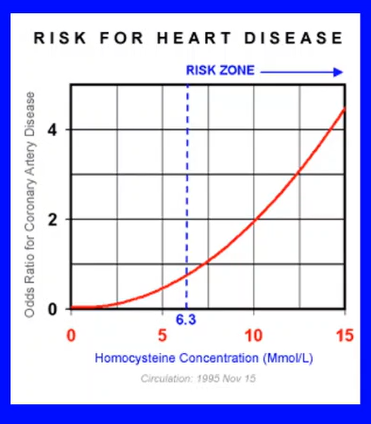 RISK FOR HEART DISEASE
RISK ZONE
Odds Ratio for Coronary Artery Disease
4
2
0
6.3
0 5 10 15
Homocysteine Concentration (Mmol/L)
Circulation: 1995 Nov 15